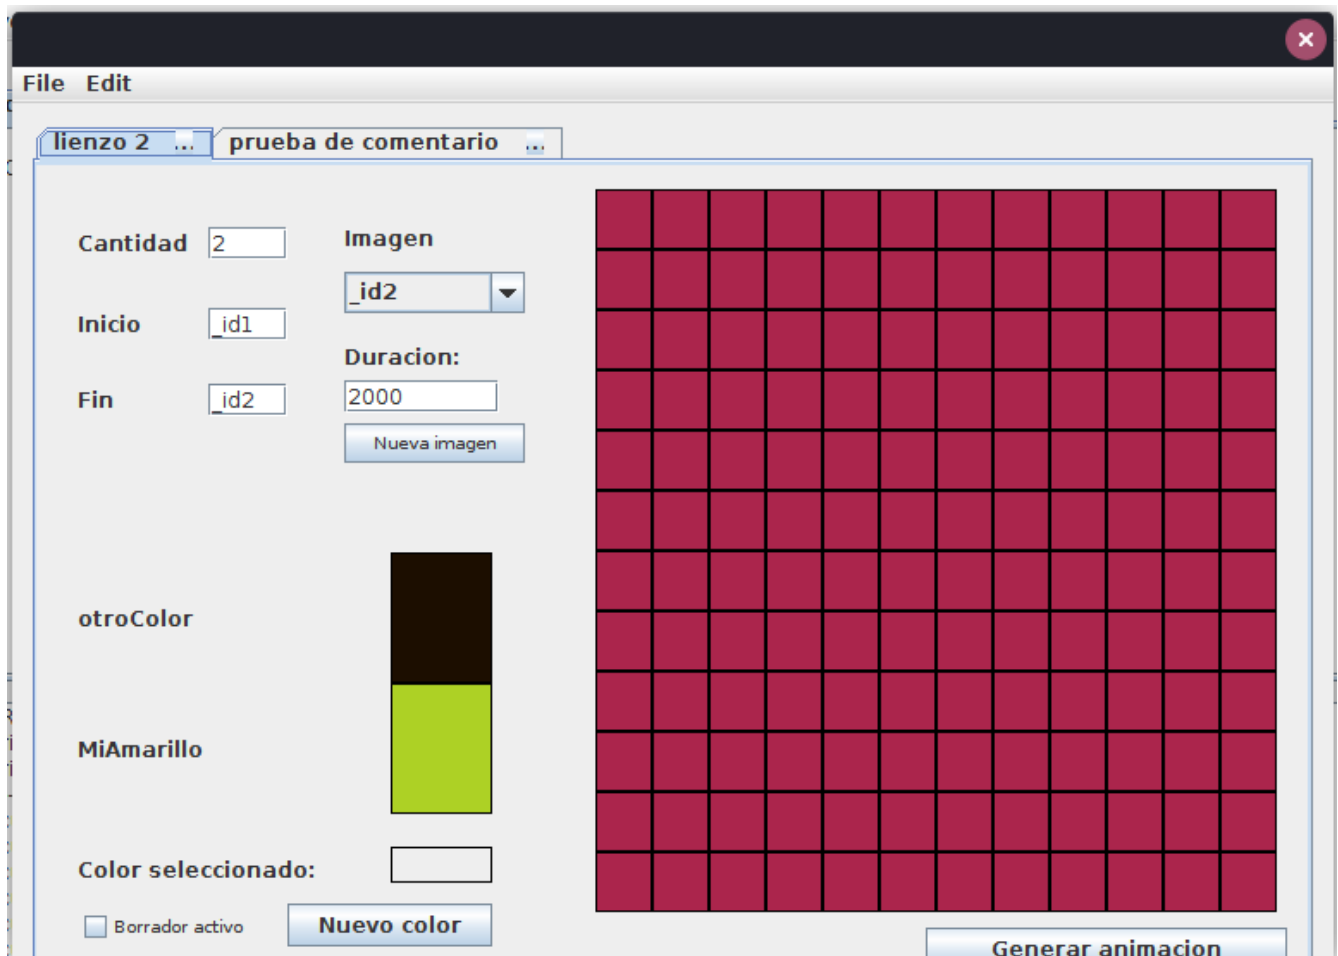 File Edit
lienzo 2 ... prueba de comentario ...
Cantidad 2
Imagen
_id2
Inicio _id1
Duracion:
Fin _id2
2000
Nueva imagen
otroColor
MiAmarillo
Color seleccionado:
Borrador activo
Nuevo color
Generar animacion